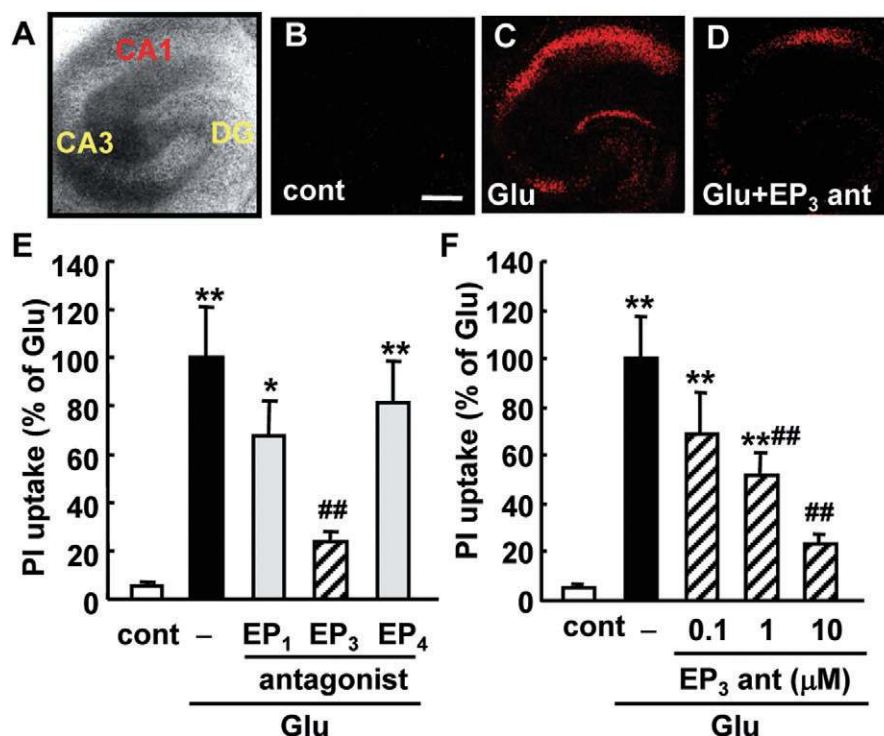 A
CA1
CA3
DG
B
cont
C
Glu
D
Glu+EP₃ ant
E
PI uptake (% of Glu)
140
120
100
80
60
40
20
0
**
*
##
**
cont – EP₁ EP₃ EP₄
antagonist
Glu
F
PI uptake (% of Glu)
140
120
100
80
60
40
20
0
**
**
**##
##
cont – 0.1 1 10
EP₃ ant (μM)
Glu